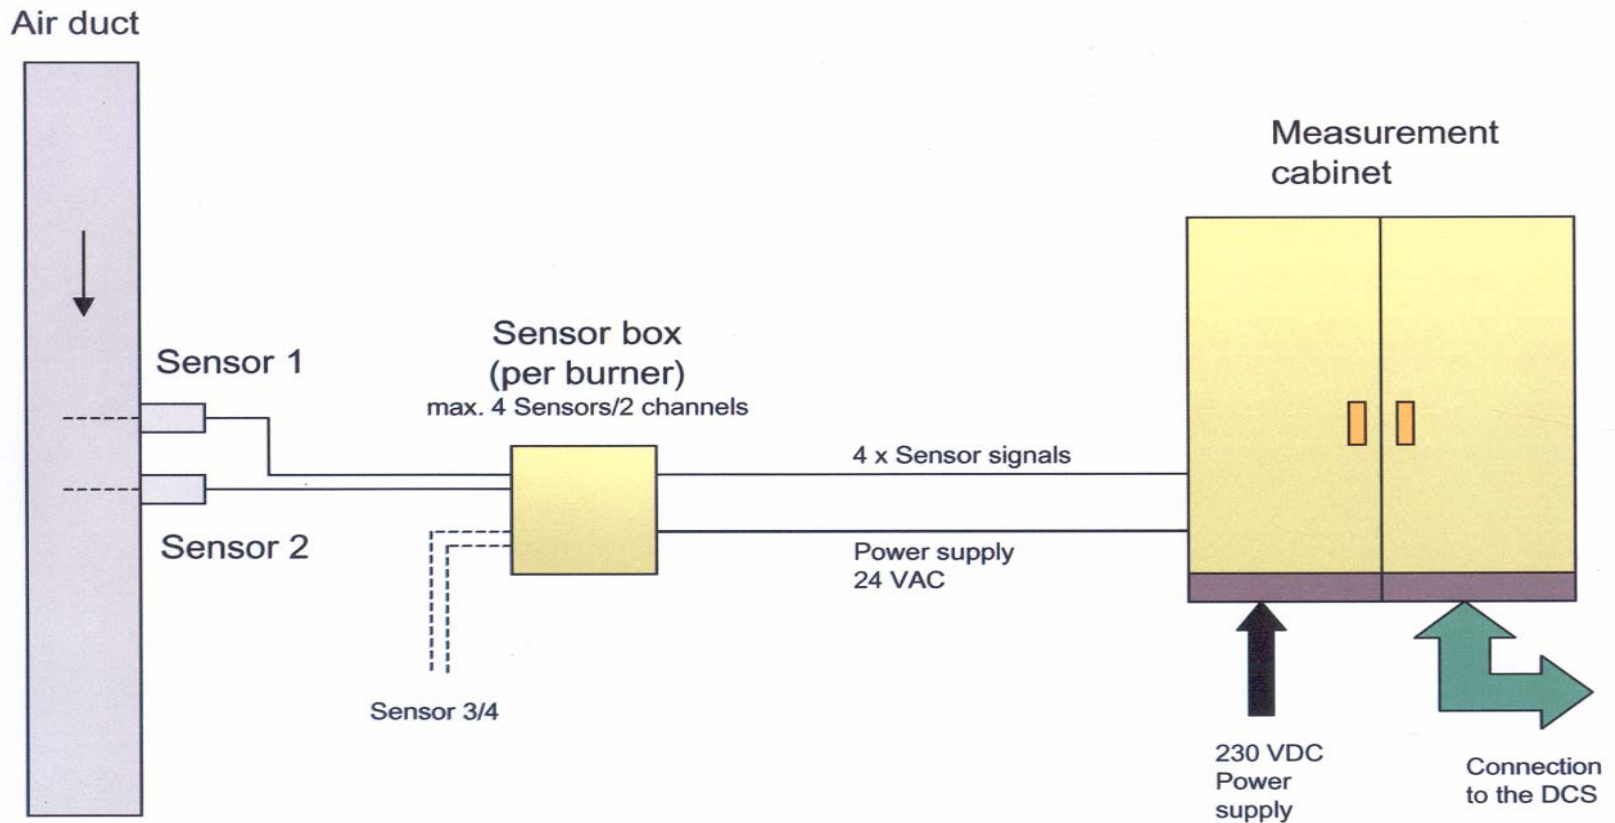 Air duct
Measurement
cabinet
Sensor box
(per burner)
max. 4 Sensors/2 channels
Sensor 1
4 x Sensor signals
Sensor 2
Power supply
24 VAC
Sensor 3/4
230 VDC
Power
supply
Connection
to the DCS